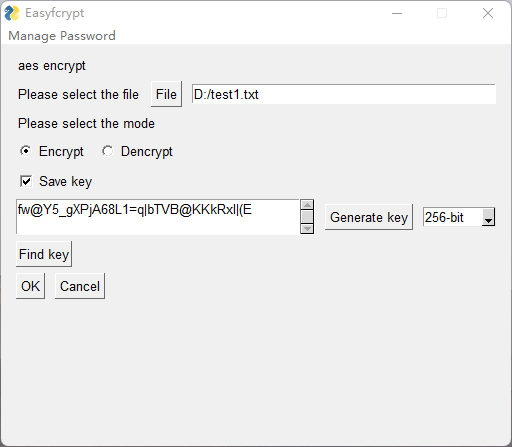 Easyfcrypt
Manage Password
aes encrypt
Please select the file File D:/test1.txt
Please select the mode
Encrypt Dencrypt
Save key
fw@Y5_gXPjA68L1=q|bTVB@KKkRxl|(E Generate key 256-bit
Find key
OK Cancel